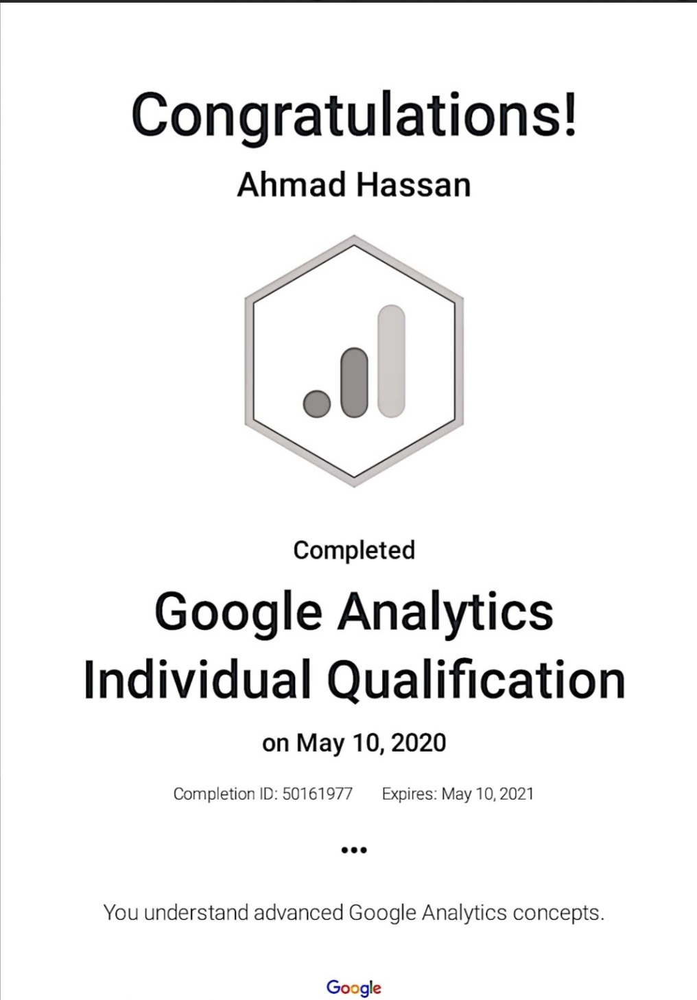 Congratulations!
Ahmad Hassan
Completed
Google Analytics
Individual Qualification
on May 10, 2020
Completion ID: 50161977 Expires: May 10, 2021
•••
You understand advanced Google Analytics concepts.
Google